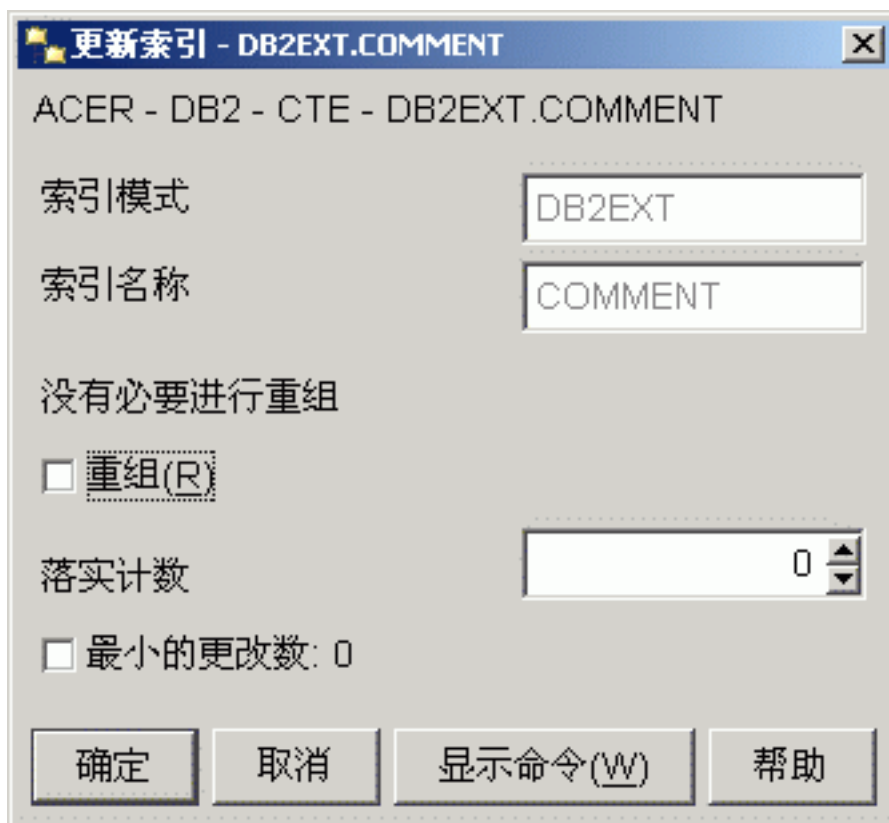 更新索引 - DB2EXT.COMMENT
ACER - DB2 - CTE - DB2EXT.COMMENT
索引模式 DB2EXT
索引名称 COMMENT
没有必要进行重组
重组(R)
落实计数 0
最小的更改数: 0
确定 取消 显示命令(W) 帮助